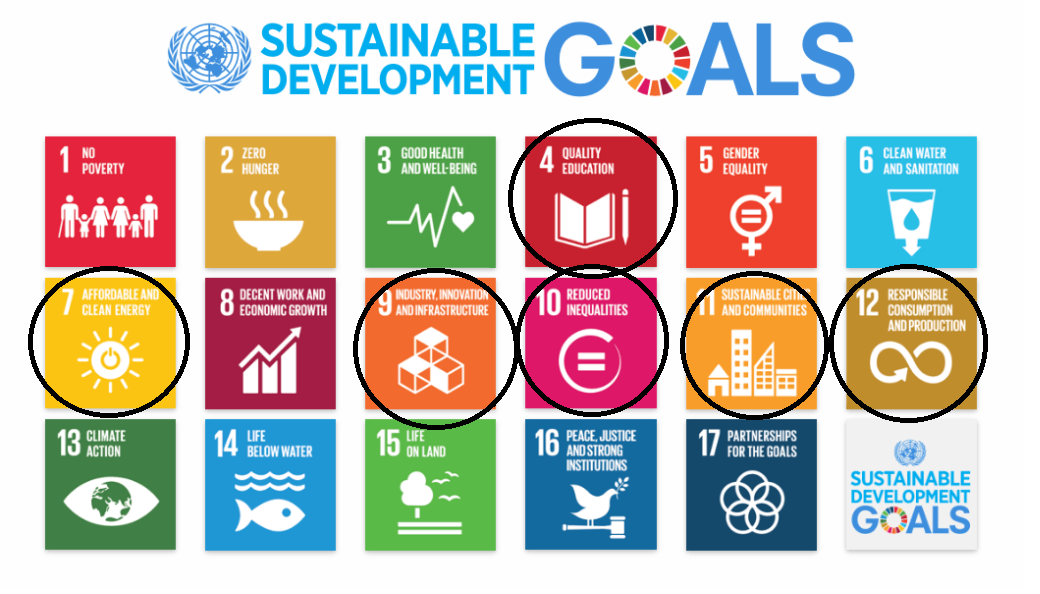 SUSTAINABLE
DEVELOPMENT
GOALS
1 NO
POVERTY
2 ZERO
HUNGER
3 GOOD HEALTH
AND WELL-BEING
4 QUALITY
EDUCATION
5 GENDER
EQUALITY
6 CLEAN WATER
AND SANITATION
7 AFFORDABLE AND
CLEAN ENERGY
8 DECENT WORK AND
ECONOMIC GROWTH
9 INDUSTRY, INNOVATION
AND INFRASTRUCTURE
10 REDUCED
INEQUALITIES
11 SUSTAINABLE CITIES
AND COMMUNITIES
12 RESPONSIBLE
CONSUMPTION
AND PRODUCTION
13 CLIMATE
ACTION
14 LIFE
BELOW WATER
15 LIFE
ON LAND
16 PEACE, JUSTICE
AND STRONG
INSTITUTIONS
17 PARTNERSHIPS
FOR THE GOALS
SUSTAINABLE
DEVELOPMENT
GOALS